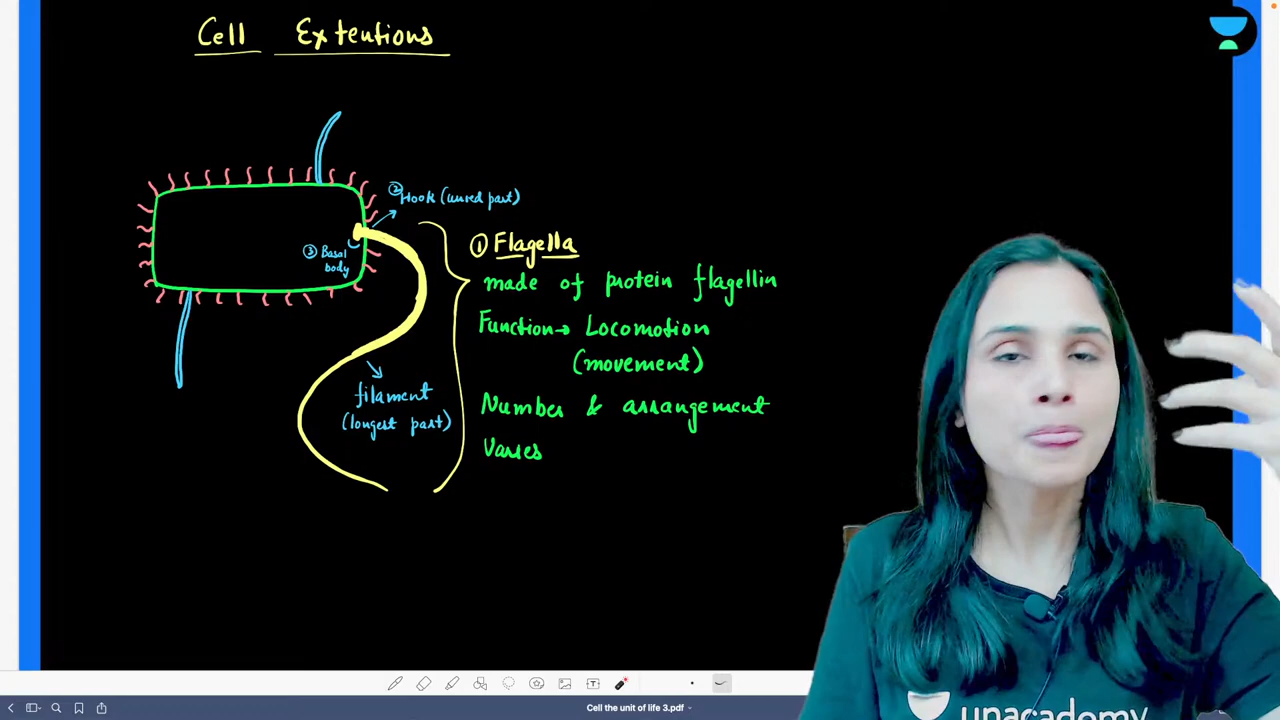 Cell Extentions
② Hook (curved part)
③ Basal
body
① Flagella
made of protein flagellin
Function → Locomotion
(movement)
Number & arrangement
Varies
filament
(longest part)
unacademy
Cell the unit of life 3.pdf